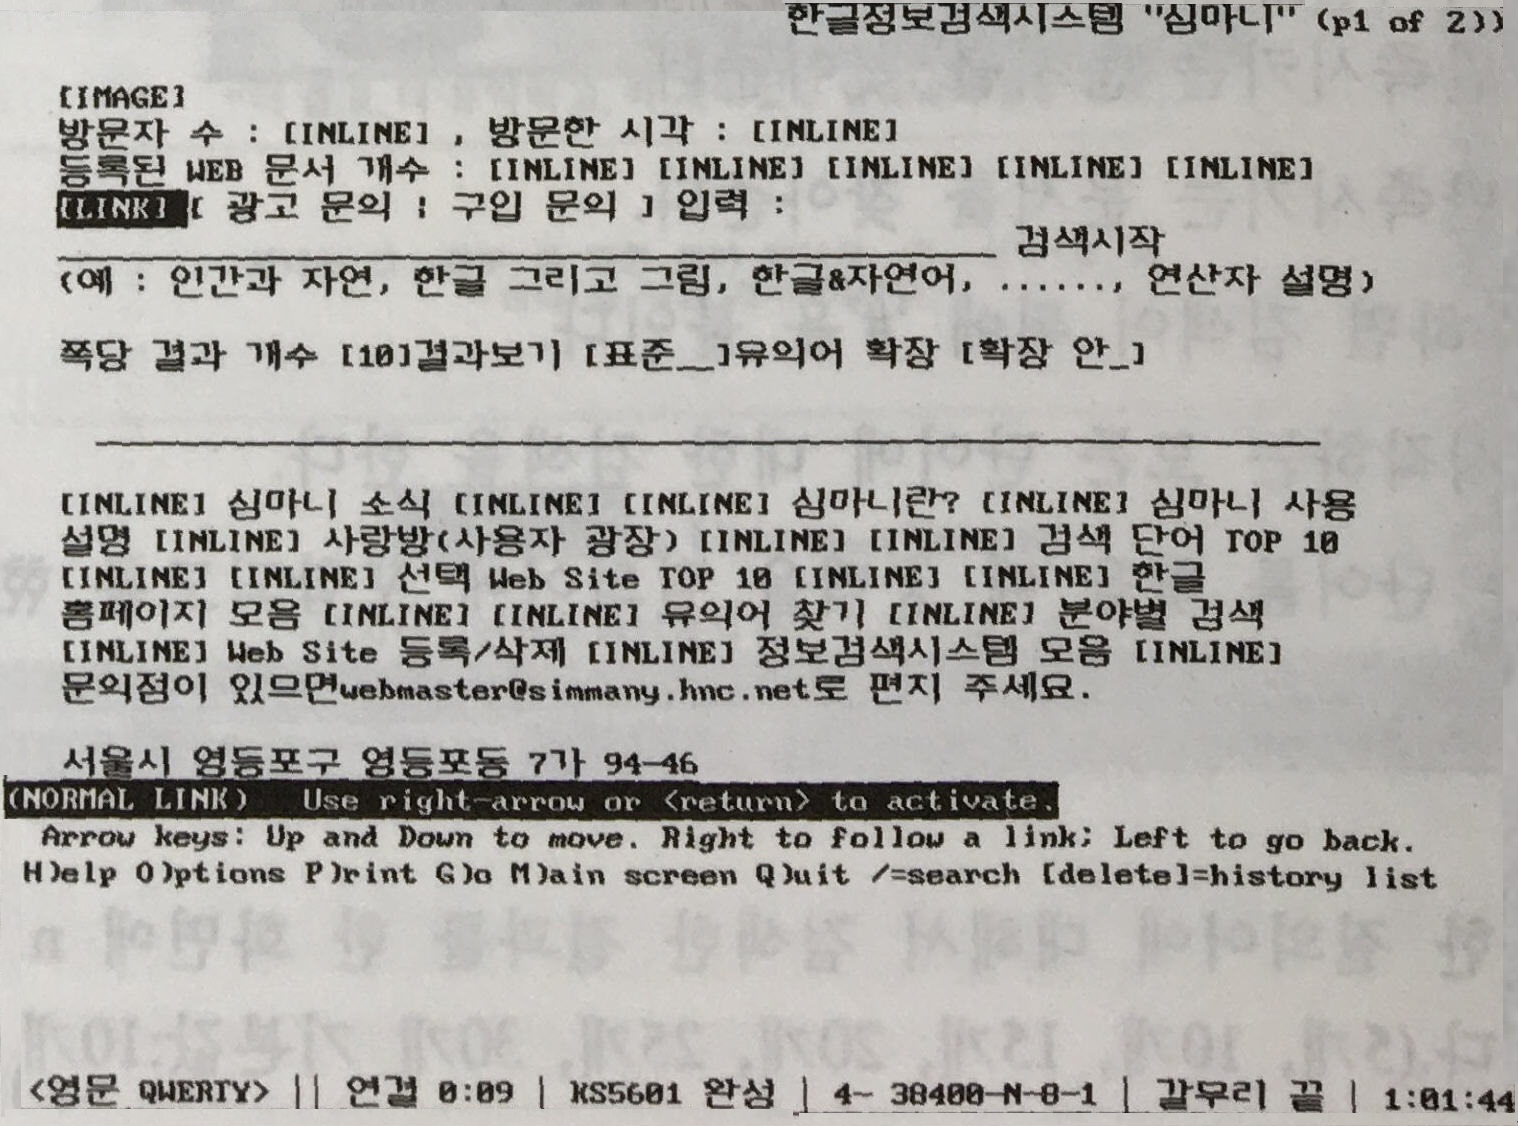 한글정보검색시스템 "심마니" (p1 of 2))
[IMAGE]
방문자 수 : [INLINE] , 방문한 시각 : [INLINE]
등록된 WEB 문서 개수 : [INLINE] [INLINE] [INLINE] [INLINE] [INLINE]
[LINK] [ 광고 문의 ¦ 구입 문의 ] 입력 :
____________________ 검색시작
(예 : 인간과 자연, 한글 그리고 그림, 한글&자연어, ......, 연산자 설명)
쪽당 결과 개수 [10]결과보기 [표준__]유의어 확장 [확장 안_]
[INLINE] 심마니 소식 [INLINE] [INLINE] 심마니란? [INLINE] 심마니 사용
설명 [INLINE] 사랑방(사용자 광장) [INLINE] [INLINE] 검색 단어 TOP 10
[INLINE] [INLINE] 선택 Web Site TOP 10 [INLINE] [INLINE] 한글
홈페이지 모음 [INLINE] [INLINE] 유의어 찾기 [INLINE] 분야별 검색
[INLINE] Web Site 등록/삭제 [INLINE] 정보검색시스템 모음 [INLINE]
문의점이 있으면webmaster@simmany.hnc.net로 편지 주세요.
서울시 영등포구 영등포동 7가 94-46
(NORMAL LINK) Use right-arrow or <return> to activate.
Arrow keys: Up and Down to move. Right to follow a link; Left to go back.
H)elp O)ptions P)rint G)o M)ain screen Q)uit /=search [delete]=history list
<영문 QWERTY> || 연결 0:09 | KS5601 완성 | 4- 38400-N-8-1 | 갈무리 끝 | 1:01:44